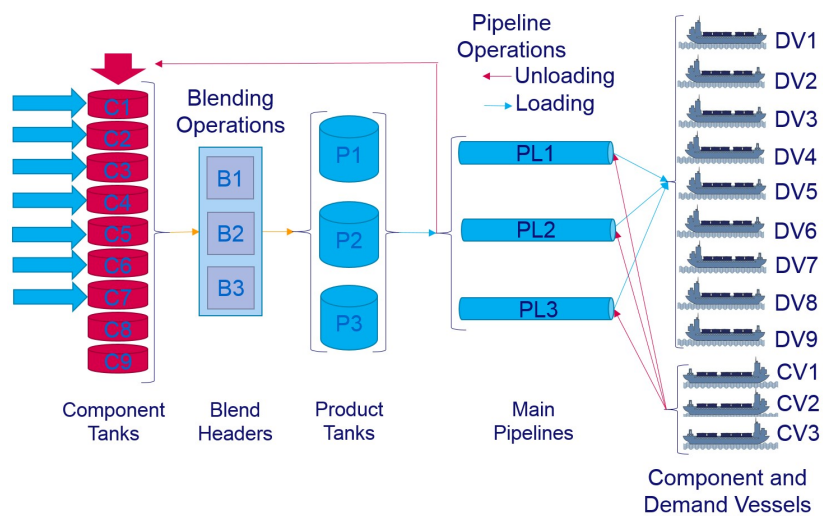 Pipeline
Operations
Unloading
Loading
Blending
Operations
C1
C2
C3
C4
C5
C6
C7
C8
C9
B1
B2
B3
P1
P2
P3
PL1
PL2
PL3
DV1
DV2
DV3
DV4
DV5
DV6
DV7
DV8
DV9
CV1
CV2
CV3
Component
Tanks
Blend
Headers
Product
Tanks
Main
Pipelines
Component and
Demand Vessels